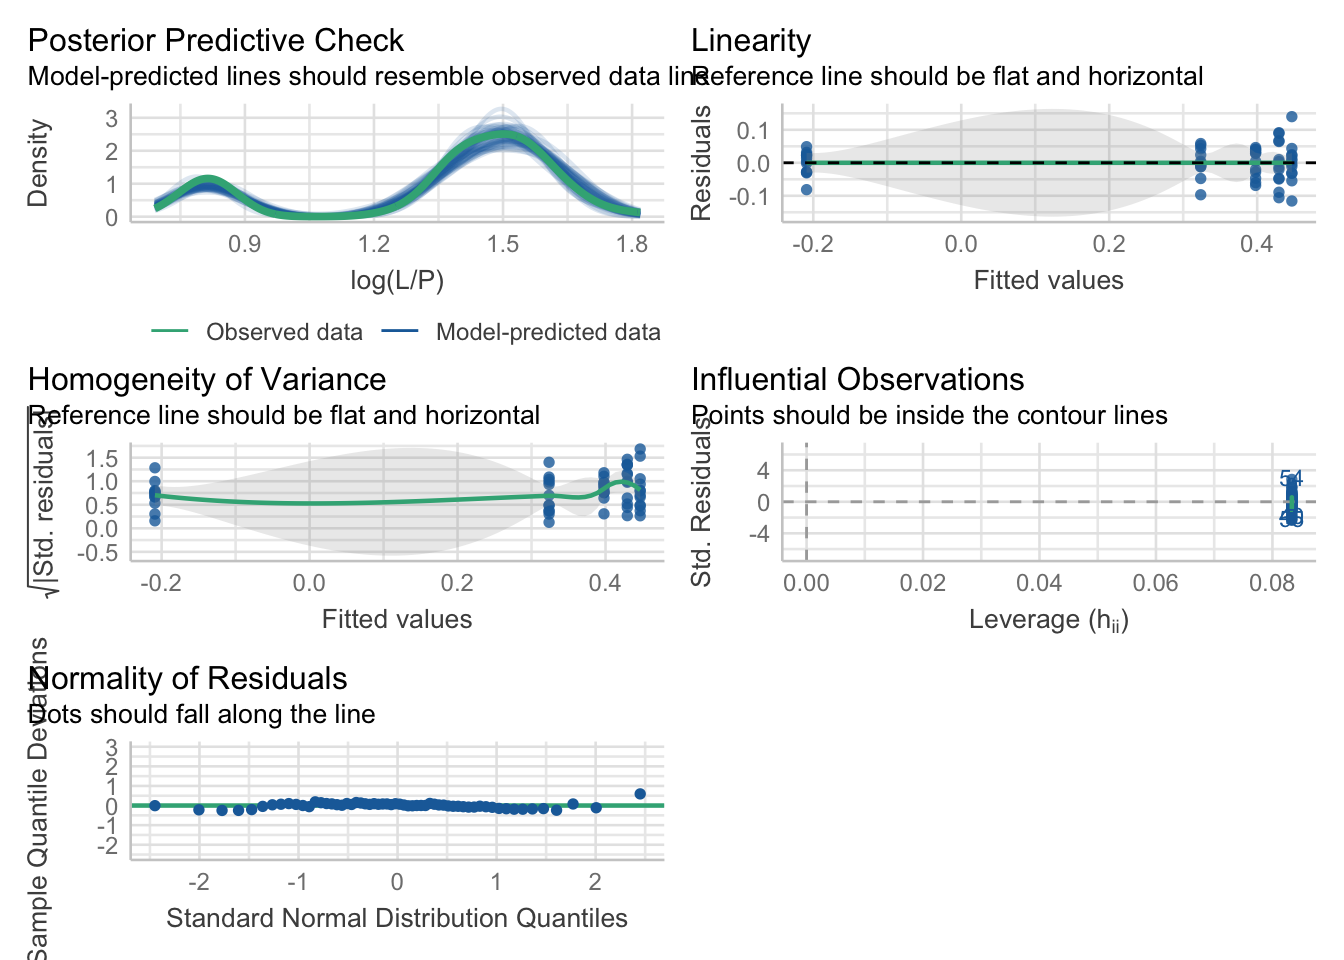 Posterior Predictive Check
Model-predicted lines should resemble observed data line
Density
3
2
1
0
0.9
1.2
1.5
1.8
log(L/P)
Observed data
Model-predicted data
Linearity
Reference line should be flat and horizontal
Residuals
0.1
0.0
-0.1
-0.2
0.0
0.2
0.4
Fitted values
Homogeneity of Variance
Reference line should be flat and horizontal
√|Std. residuals|
1.5
1.0
0.5
0.0
-0.5
-0.2
0.0
0.2
0.4
Fitted values
Influential Observations
Points should be inside the contour lines
Std. Residuals
4
0
-4
54
0.00
0.02
0.04
0.06
0.08
Leverage (hii)
Normality of Residuals
Dots should fall along the line
Sample Quantile Deviations
3
2
1
0
-1
-2
-2
-1
0
1
2
Standard Normal Distribution Quantiles